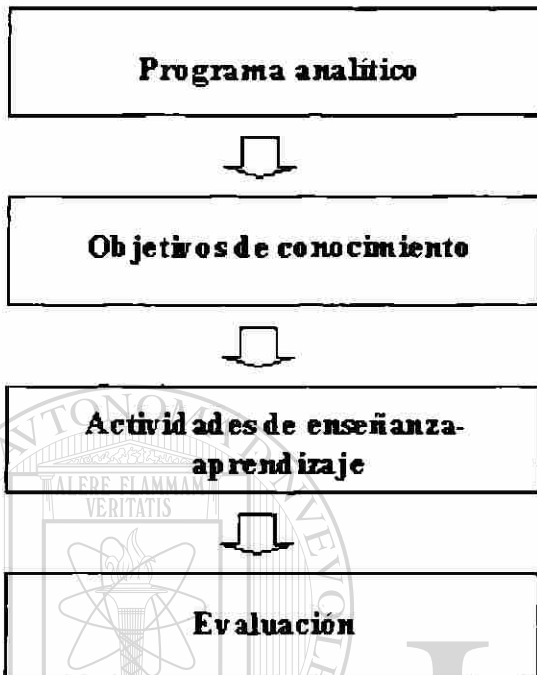 Programa analítico
Objetivos de conocimiento
Actividades de enseñanza-
aprendizaje
ALERE FLAMMAM
VERITATIS
Evaluación